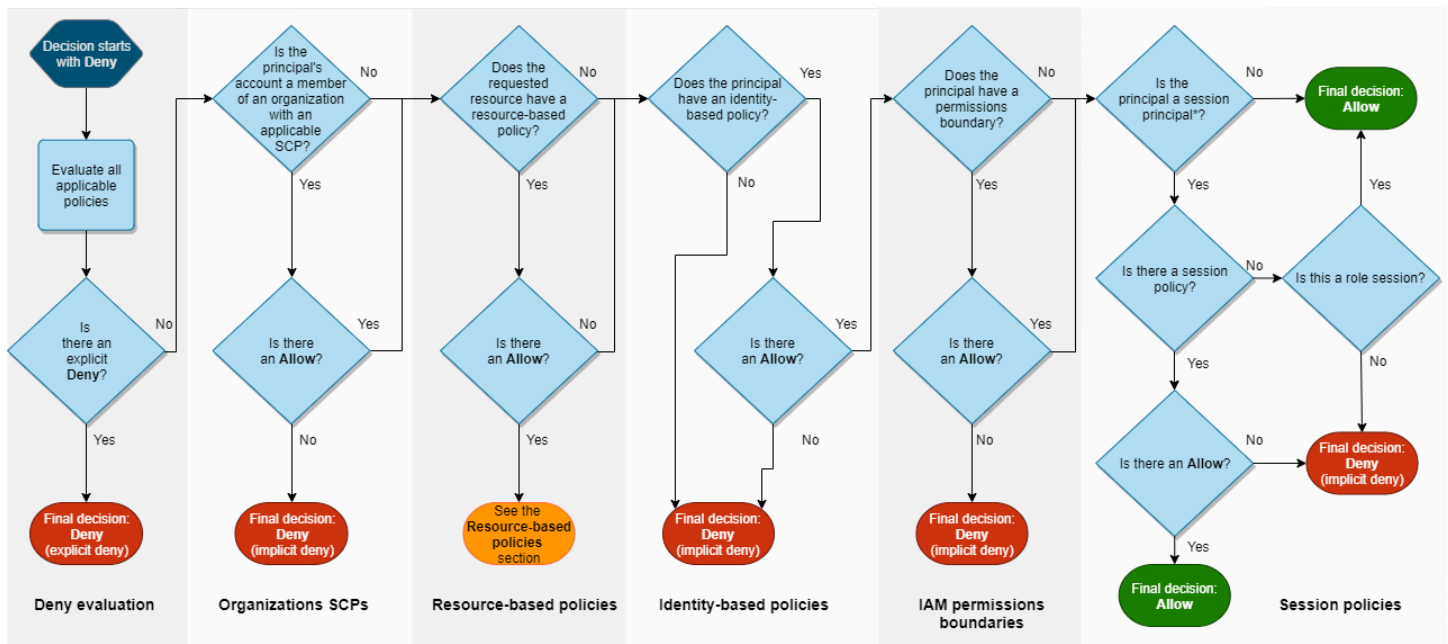 Decision starts
with Deny
Evaluate all
applicable
policies
Is
there an
explicit
Deny?
No
Yes
Final decision:
Deny
(explicit deny)
Deny evaluation
Is the
principal's
account a member
of an organization
with an
applicable
SCP?
No
Yes
Is there
an Allow?
Yes
No
Final decision:
Deny
(implicit deny)
Organizations SCPs
Does the
requested
resource have a
resource-based
policy?
No
Yes
Is there
an Allow?
No
Yes
See the
Resource-based
policies
section
Resource-based policies
Does the principal
have an identity-
based policy?
Yes
No
Is there
an Allow?
Yes
No
Final decision:
Deny
(implicit deny)
Identity-based policies
Does the
principal have a
permissions
boundary?
No
Yes
Is there
an Allow?
Yes
No
Final decision:
Deny
(implicit deny)
IAM permissions
boundaries
Is the
principal a session
principal*?
No
Final decision:
Allow
Yes
Yes
Is there a session
policy?
No
Is this a role session?
Yes
No
Is there an Allow?
No
Final decision:
Deny
(implicit deny)
Yes
Final decision:
Allow
Session policies